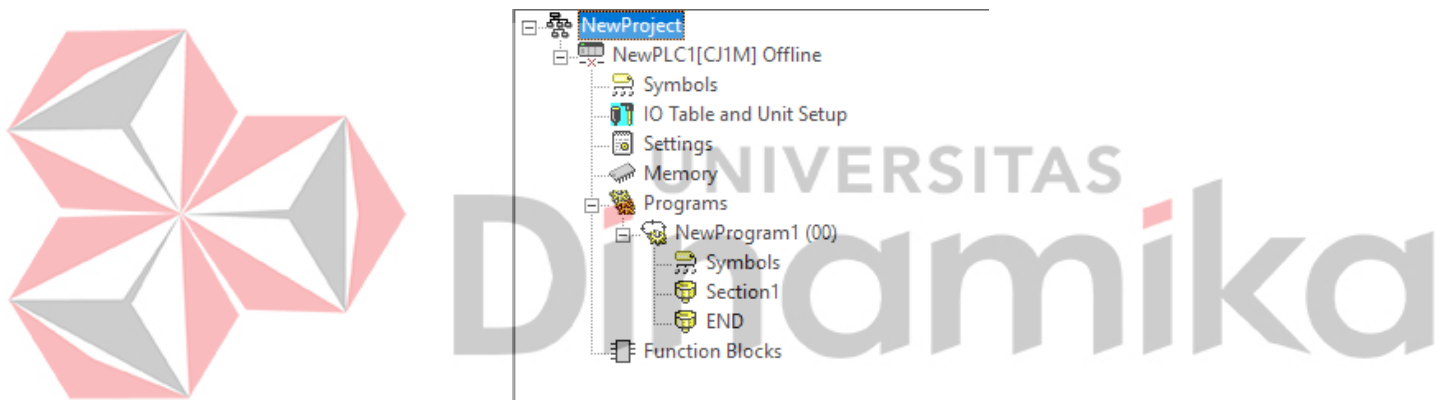 NewProject
NewPLC1[CJ1M] Offline
Symbols
IO Table and Unit Setup
Settings
Memory
Programs
NewProgram1 (00)
Symbols
Section1
END
Function Blocks
UNIVERSITAS
Dinamika